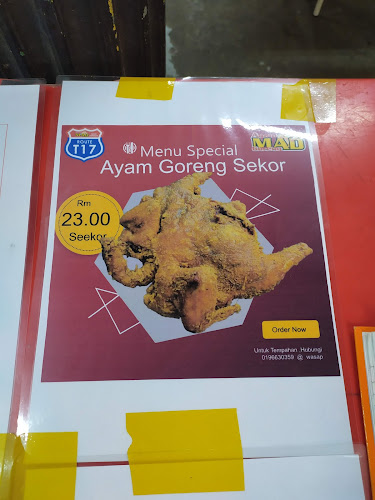 ROUTE
T17
MAD
Menu Special
Ayam Goreng Sekor
Rm
23.00
Seekor
Order Now
Untuk Tempahan :Hubungi
0196630359 @ wasap